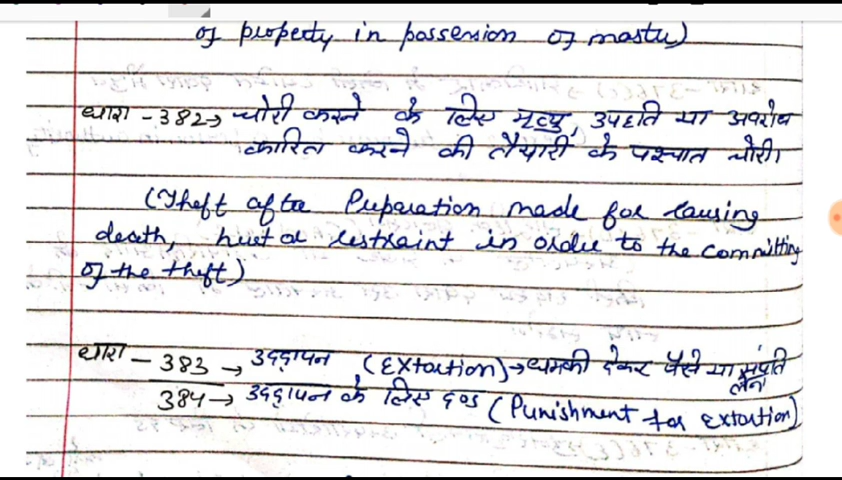 of property in possession of master)
धारा - 382 → चोरी करने के लिए मृत्यु, उपहति या अवरोध
कारित करने की तैयारी के पश्चात चोरी।
(Theft after Preparation made for causing
death, hurt or restraint in order to the committing
of the theft)
धारा - 383 → उद्दापन (Extortion) → धमकी देकर पैसे या संपति
लेना
384 → उद्दापन के लिए दण्ड (Punishment for extortion)